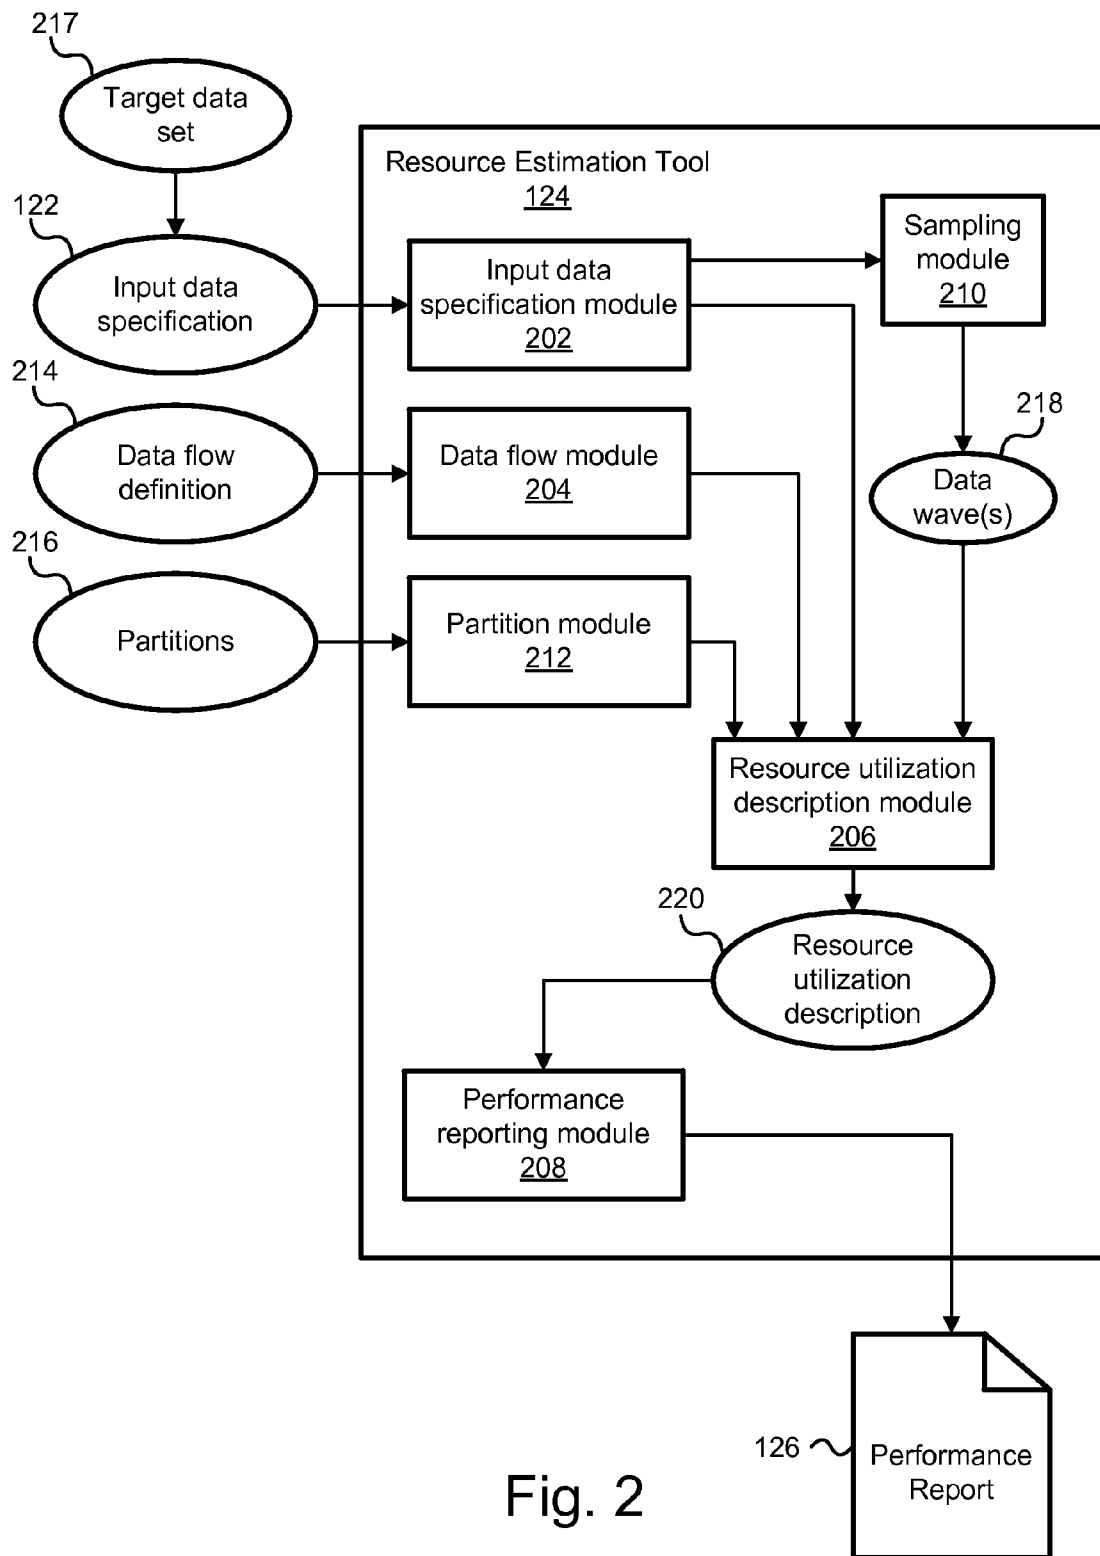 217
Target data
set
Resource Estimation Tool
124
122
Input data
specification
Input data
specification module
202
Sampling
module
210
214
Data flow
definition
Data flow module
204
218
Data
wave(s)
216
Partitions
Partition module
212
Resource utilization
description module
206
220
Resource
utilization
description
Performance
reporting module
208
126
Performance
Report
Fig. 2